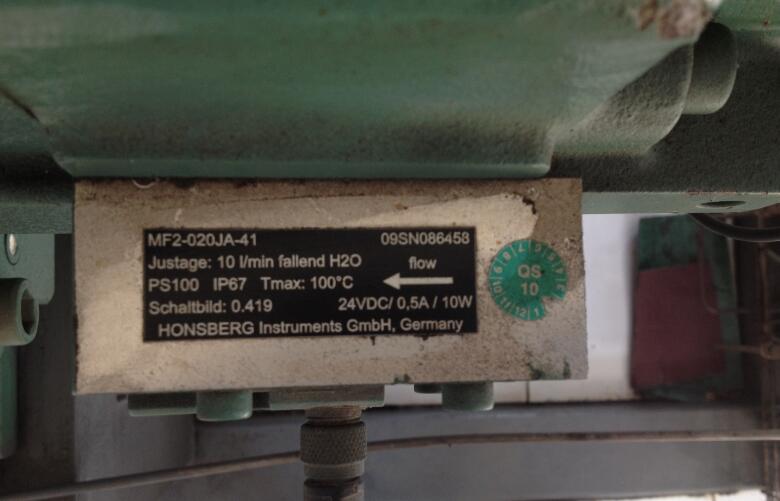 MF2-020JA-41 09SN086458
Justage: 10 l/min fallend H2O flow
PS100 IP67 Tmax: 100°C
Schaltbild: 0.419 24VDC/ 0,5A / 10W
HONSBERG Instruments GmbH, Germany
QS
10